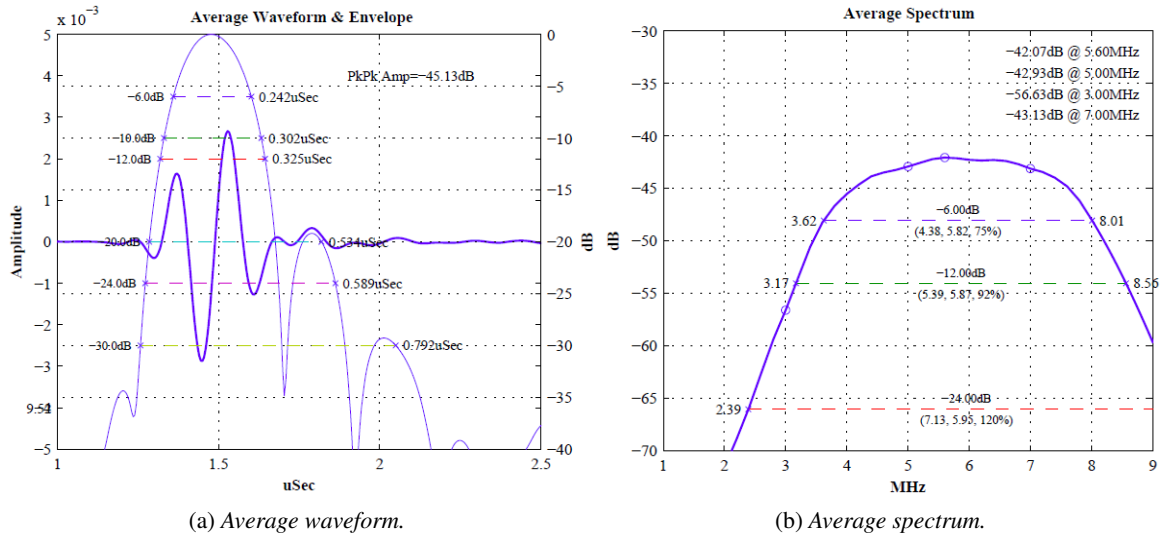 Average Waveform & Envelope
x 10⁻³
5
4
3
2
1
0
−1
−2
−3
−5
0
−5
−10
−15
−20
−25
−30
−35
−40
PkPk Amp=−45.13dB
−6.0dB
0.242uSec
−10.0dB
0.302uSec
−12.0dB
0.325uSec
−20.0dB
0.534uSec
−24.0dB
0.589uSec
−30.0dB
0.792uSec
Amplitude
dB
1
1.5
2
2.5
uSec
(a) Average waveform.
Average Spectrum
−30
−35
−40
−45
−50
−55
−60
−65
−70
dB
−42.07dB @ 5.60MHz
−42.93dB @ 5.00MHz
−56.63dB @ 3.00MHz
−43.13dB @ 7.00MHz
−6.00dB
3.62
8.01
(4.38, 5.82, 75%)
−12.00dB
3.17
8.56
(5.39, 5.87, 92%)
−24.00dB
2.39
(7.13, 5.95, 120%)
1
2
3
4
5
6
7
8
9
MHz
(b) Average spectrum.